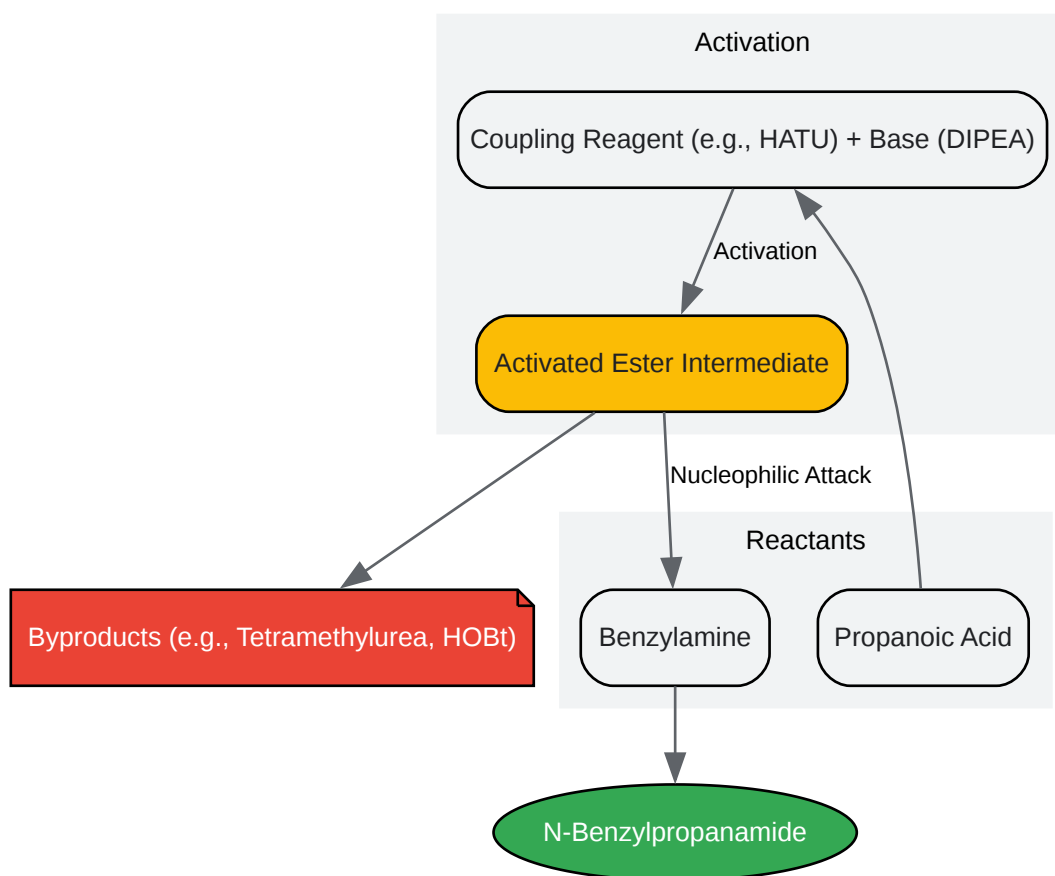 Activation
Coupling Reagent (e.g., HATU) + Base (DIPEA)
Activation
Activated Ester Intermediate
Nucleophilic Attack
Reactants
Byproducts (e.g., Tetramethylurea, HOBt)
Benzylamine
Propanoic Acid
N-Benzylpropanamide